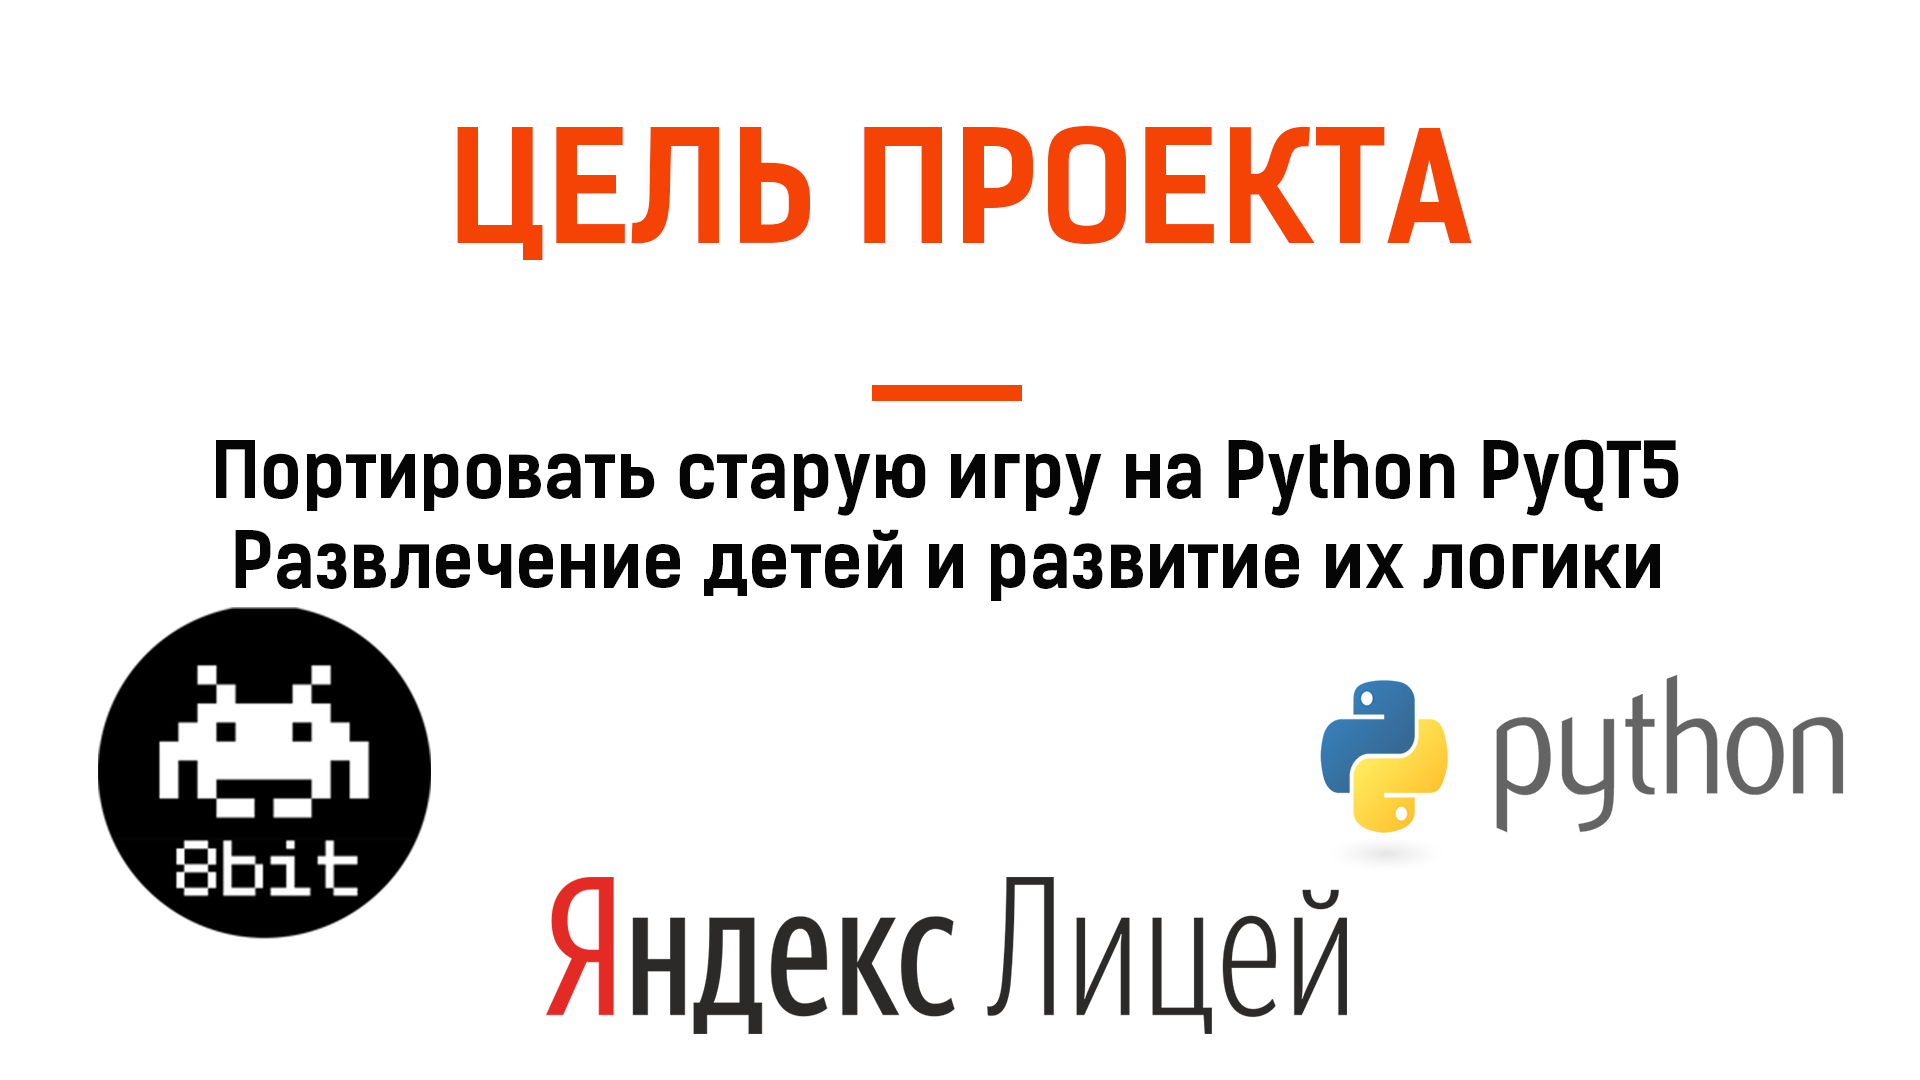 ЦЕЛЬ ПРОЕКТА
Портировать старую игру на Python PyQT5
Развлечение детей и развитие их логики
8bit
python
Яндекс Лицей